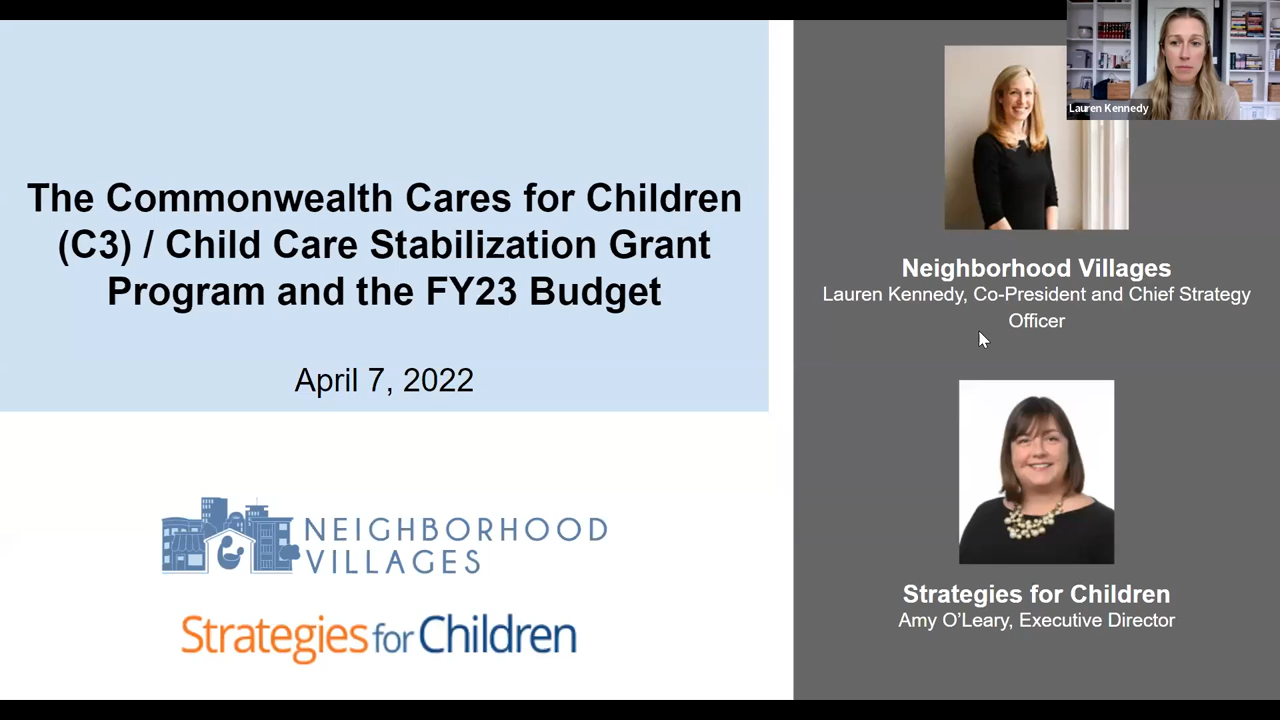 The Commonwealth Cares for Children
(C3) / Child Care Stabilization Grant
Program and the FY23 Budget
April 7, 2022
NEIGHBORHOOD
VILLAGES
Strategies for Children
Lauren Kennedy
Neighborhood Villages
Lauren Kennedy, Co-President and Chief Strategy
Officer
Strategies for Children
Amy O’Leary, Executive Director